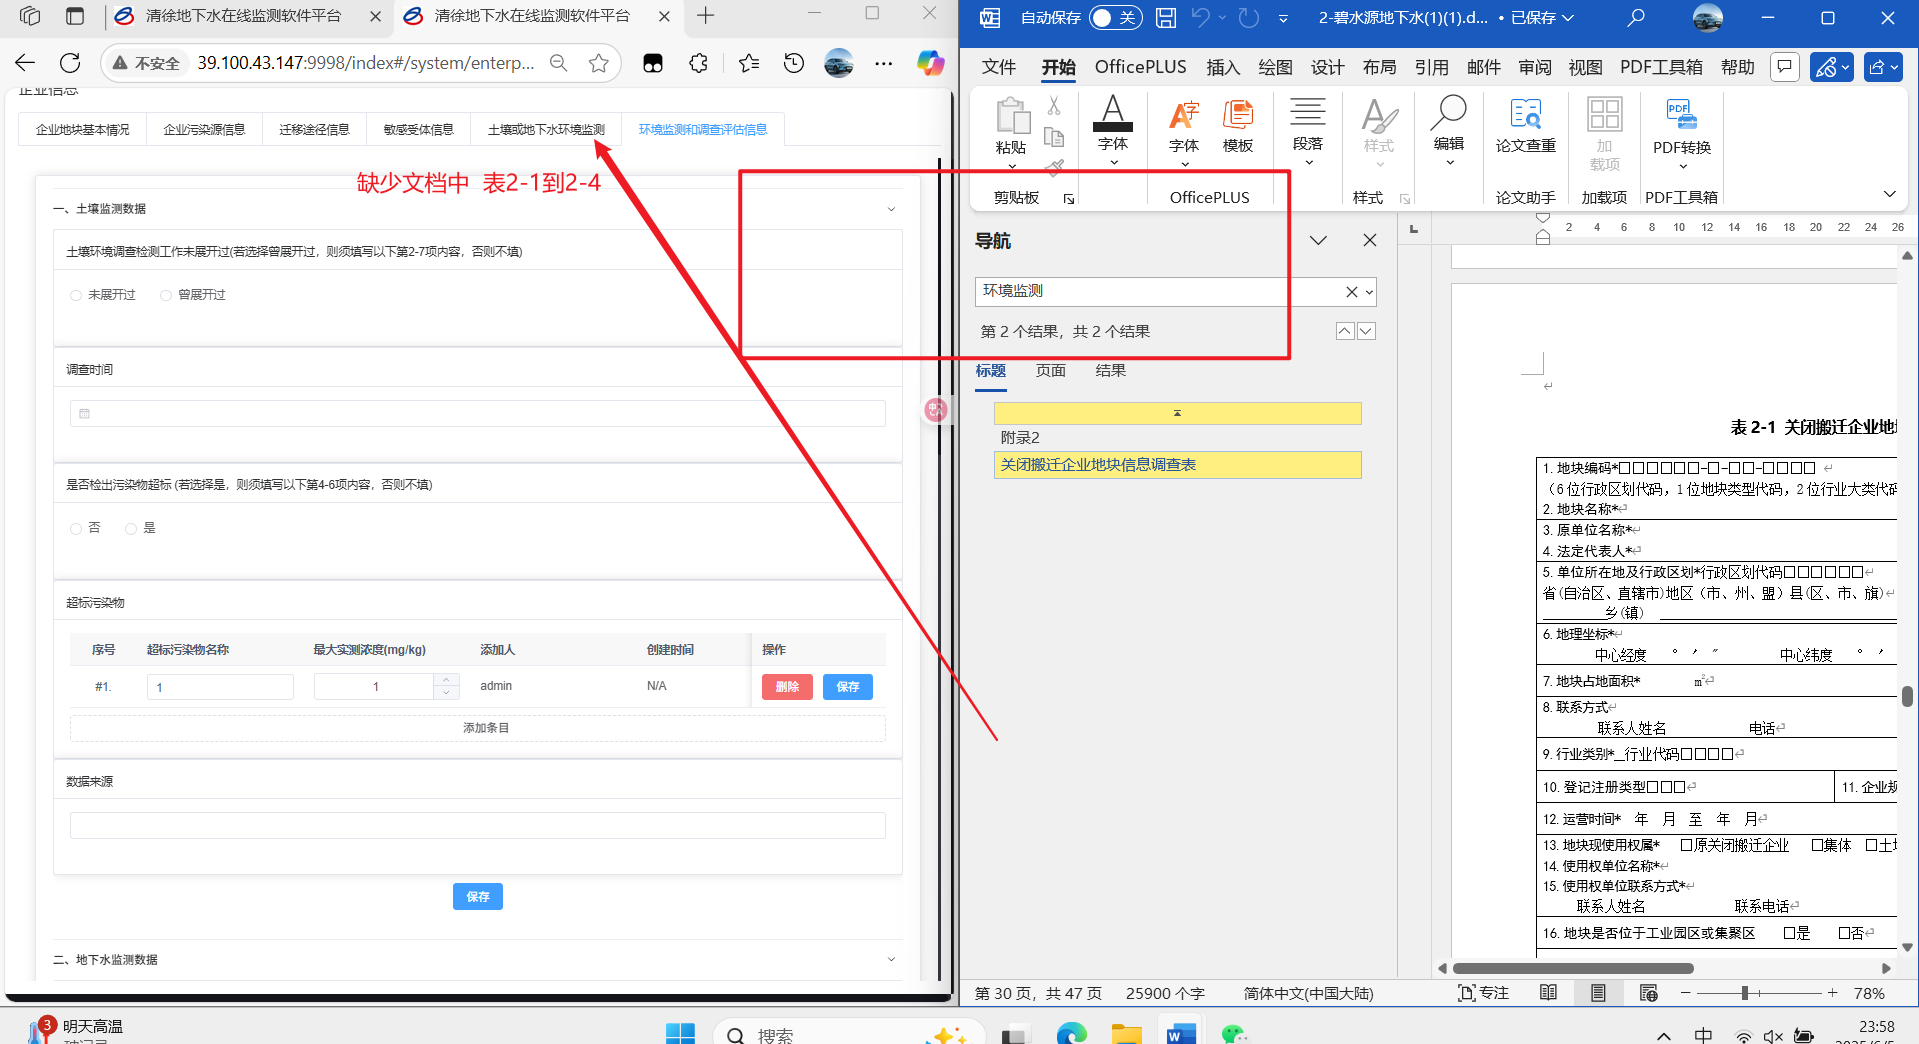 清徐地下水在线监测软件平台
清徐地下水在线监测软件平台
不安全
39.100.43.147:9998/index#/system/enterp...
企业信息
企业地块基本情况
企业污染源信息
迁移途径信息
敏感受体信息
土壤或地下水环境监测
环境监测和调查评估信息
缺少文档中 表2-1到2-4
一、土壤监测数据
土壤环境调查检测工作未展开过(若选择曾展开过，则须填写以下第2-7项内容，否则不填)
未展开过
曾展开过
调查时间
是否检出污染物超标 (若选择是，则须填写以下第4-6项内容，否则不填)
否
是
超标污染物
序号
超标污染物名称
最大实测浓度(mg/kg)
添加人
创建时间
操作
#1.
1
1
admin
N/A
删除
保存
添加条目
数据来源
保存
二、地下水监测数据
自动保存
关
2-碧水源地下水(1)(1).d...
• 已保存
文件
开始
OfficePLUS
插入
绘图
设计
布局
引用
邮件
审阅
视图
PDF工具箱
帮助
粘贴
字体
字体
模板
段落
样式
编辑
论文查重
加
载项
PDF转换
剪贴板
OfficePLUS
样式
论文助手
加载项
PDF工具箱
导航
环境监测
第 2 个结果，共 2 个结果
标题
页面
结果
附录2
关闭搬迁企业地块信息调查表
2 4 6 8 10 12 14 16 18 20 22 24 26
表 2-1 关闭搬迁企业地
1. 地块编码*□□□□□□-□-□□-□□□□
（6 位行政区划代码，1 位地块类型代码，2 位行业大类代码
2. 地块名称*
3. 原单位名称*
4. 法定代表人*
5. 单位所在地及行政区划*行政区划代码□□□□□□
省(自治区、直辖市)地区（市、州、盟）县(区、市、旗)
乡(镇)
6. 地理坐标*
中心经度 ° ′ ″ 中心纬度 ° ′
7. 地块占地面积* m²
8. 联系方式
联系人姓名 电话
9. 行业类别*_行业代码□□□□
10. 登记注册类型□□□
11. 企业规
12. 运营时间* 年 月 至 年 月
13. 地块现使用权属* □原关闭搬迁企业 □集体 □土
14. 使用权单位名称*
15. 使用权单位联系方式*
联系人姓名 联系电话
16. 地块是否位于工业园区或集聚区 □是 □否
第 30 页，共 47 页
25900 个字
简体中文(中国大陆)
专注
78%
3
明天高温
搜索
中
23:58